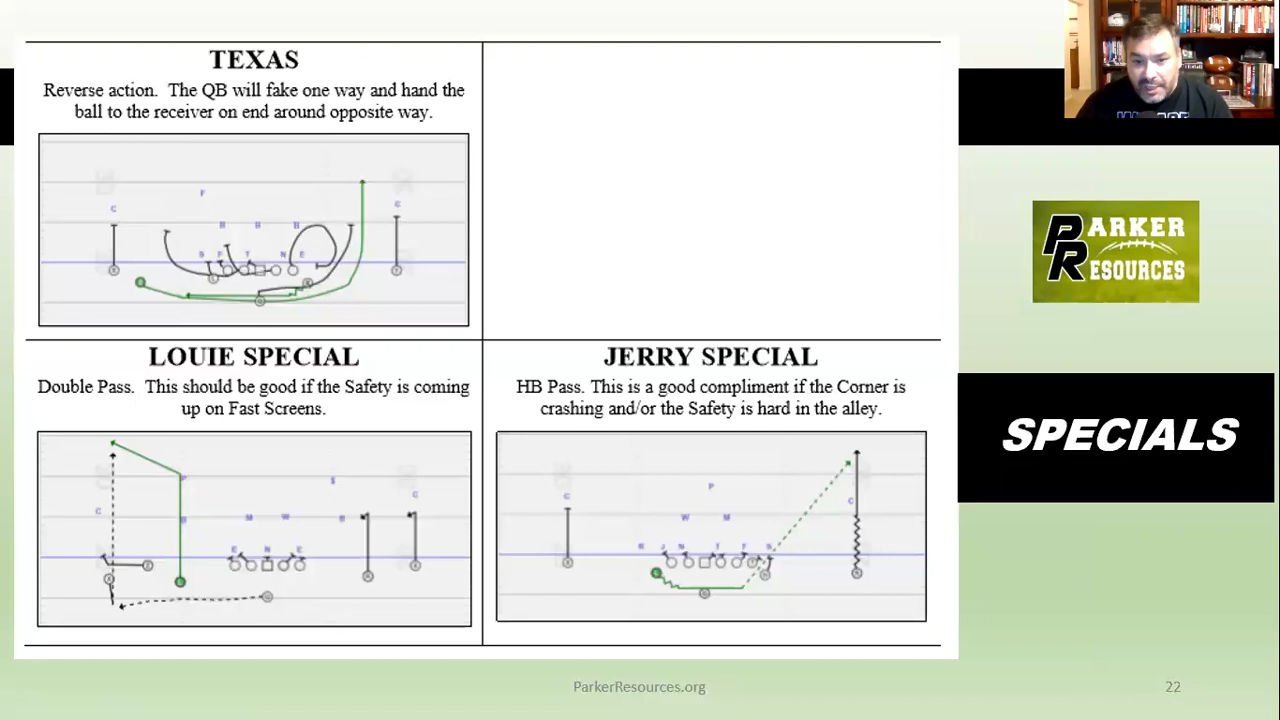 TEXAS
Reverse action. The QB will fake one way and hand the
ball to the receiver on end around opposite way.
LOUIE SPECIAL
Double Pass. This should be good if the Safety is coming
up on Fast Screens.
JERRY SPECIAL
HB Pass. This is a good compliment if the Corner is
crashing and/or the Safety is hard in the alley.
PARKER
RESOURCES
SPECIALS
ParkerResources.org
22